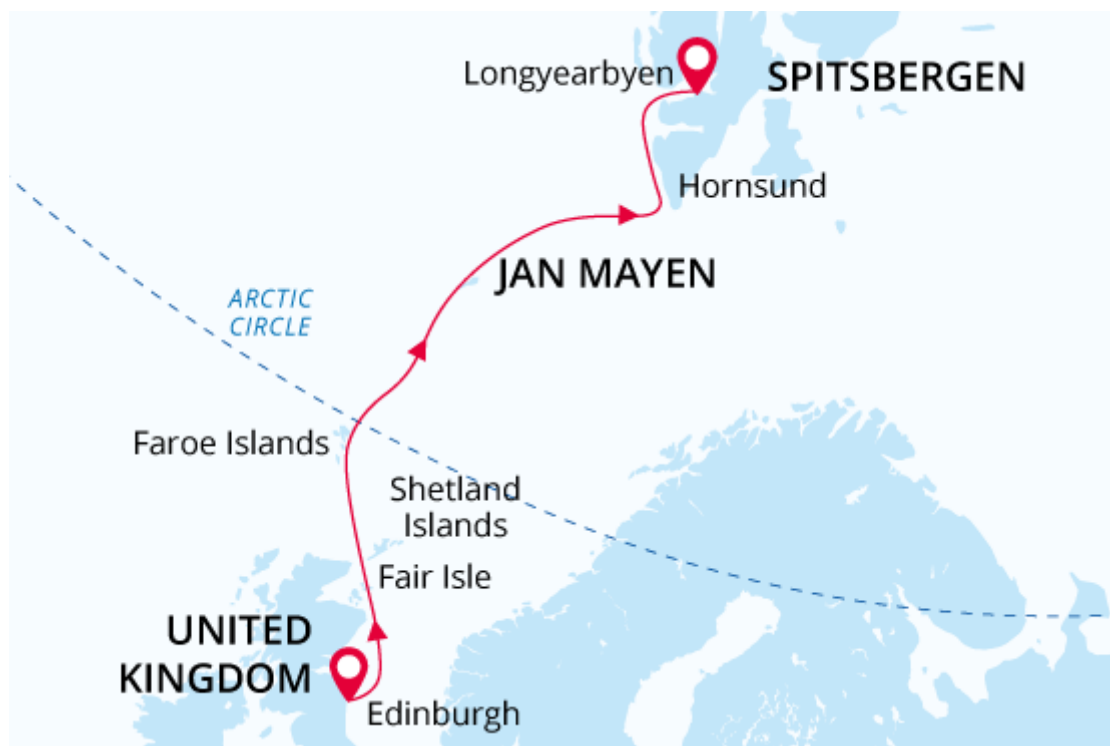 Longyearbyen
SPITSBERGEN
Hornsund
JAN MAYEN
ARCTIC
CIRCLE
Faroe Islands
Shetland
Islands
Fair Isle
UNITED
KINGDOM
Edinburgh